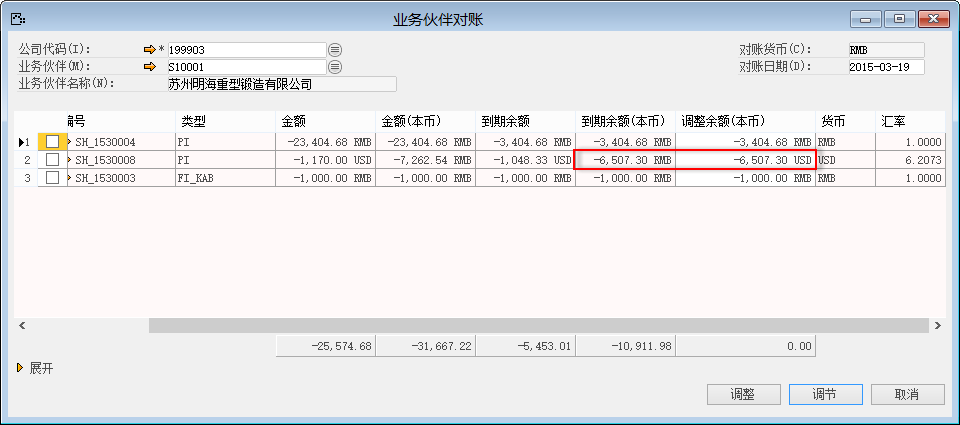 业务伙伴对账
公司代码(I): * 199903 对账货币(C): RMB
业务伙伴(M): S10001 对账日期(D): 2015-03-19
业务伙伴名称(N): 苏州明海重型锻造有限公司
编号 类型 金额 金额(本币) 到期余额 到期余额(本币) 调整余额(本币) 货币 汇率
1 SH_1530004 PI -23,404.68 RMB -23,404.68 RMB -3,404.68 RMB -3,404.68 RMB -3,404.68 RMB RMB 1.0000
2 SH_1530008 PI -1,170.00 USD -7,262.54 RMB -1,048.33 USD -6,507.30 RMB -6,507.30 USD USD 6.2073
3 SH_1530003 FI_KAB -1,000.00 RMB -1,000.00 RMB -1,000.00 RMB -1,000.00 RMB -1,000.00 RMB RMB 1.0000
-25,574.68 -31,667.22 -5,453.01 -10,911.98 0.00
展开
调整 调节 取消